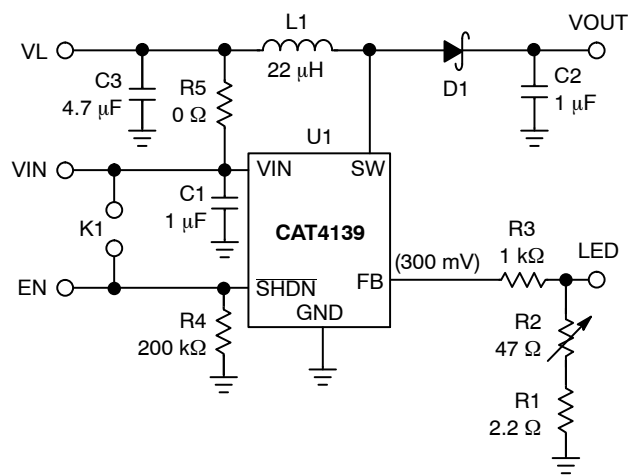 L1
VOUT
VL
22 μH
C3
4.7 μF
R5
0 Ω
D1
C2
1 μF
U1
VIN
VIN
SW
C1
1 μF
K1
CAT4139
R3
1 kΩ
LED
(300 mV)
EN
SHDN
FB
GND
R4
200 kΩ
R2
47 Ω
R1
2.2 Ω